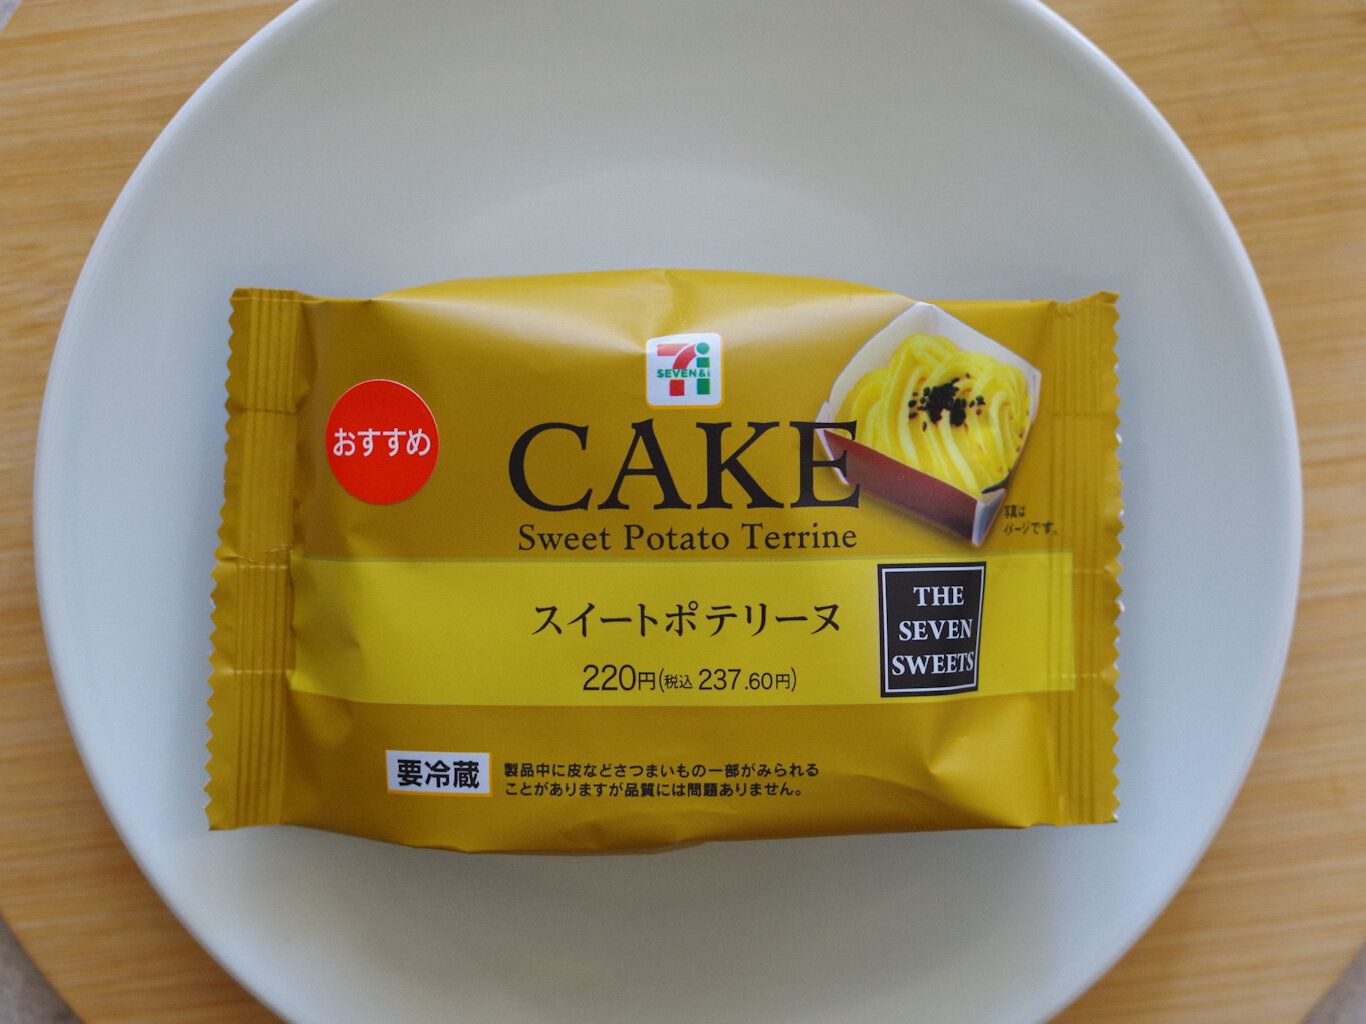 SEVEN&i
おすすめ
CAKE
Sweet Potato Terrine
写真は
イメージです。
スイートポテリーヌ
220円(税込 237.60円)
THE
SEVEN
SWEETS
要冷蔵
製品中に皮などさつまいもの一部がみられる
ことがありますが品質には問題ありません。